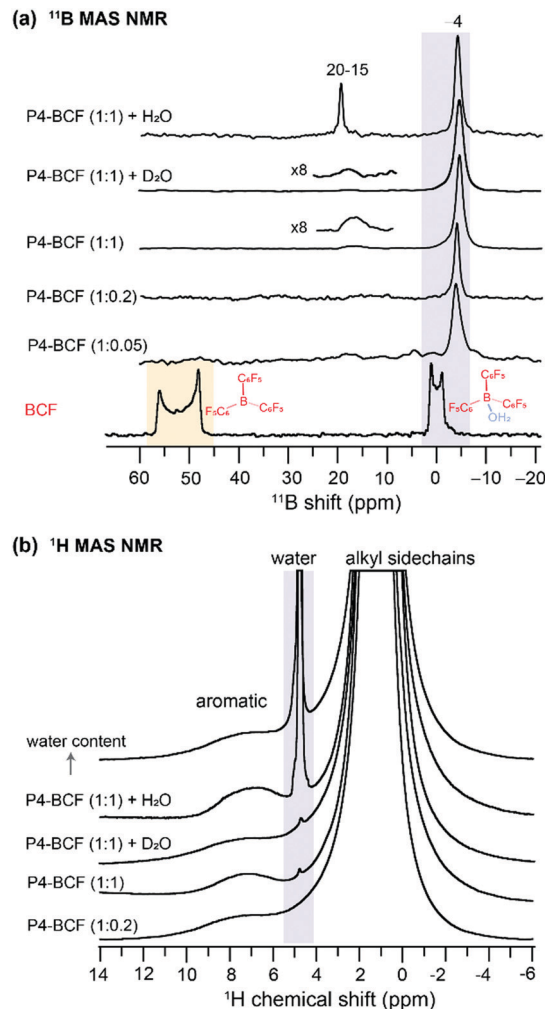 (a) ¹¹B MAS NMR
–4
20-15
P4-BCF (1:1) + H₂O
P4-BCF (1:1) + D₂O
x8
P4-BCF (1:1)
x8
P4-BCF (1:0.2)
P4-BCF (1:0.05)
BCF
C₆F₅
B
F₅C₆
C₆F₅
C₆F₅
B
F₅C₆
C₆F₅
OH₂
60 50 40 30 20 10 0 –10 –20
¹¹B shift (ppm)
(b) ¹H MAS NMR
water alkyl sidechains
aromatic
water content
P4-BCF (1:1) + H₂O
P4-BCF (1:1) + D₂O
P4-BCF (1:1)
P4-BCF (1:0.2)
14 12 10 8 6 4 2 0 -2 -4 -6
¹H chemical shift (ppm)